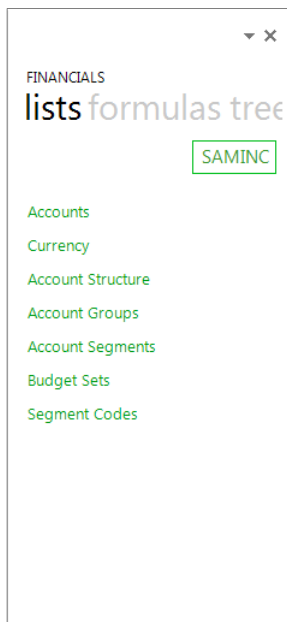 FINANCIALS
lists formulas tree
SAMINC
Accounts
Currency
Account Structure
Account Groups
Account Segments
Budget Sets
Segment Codes